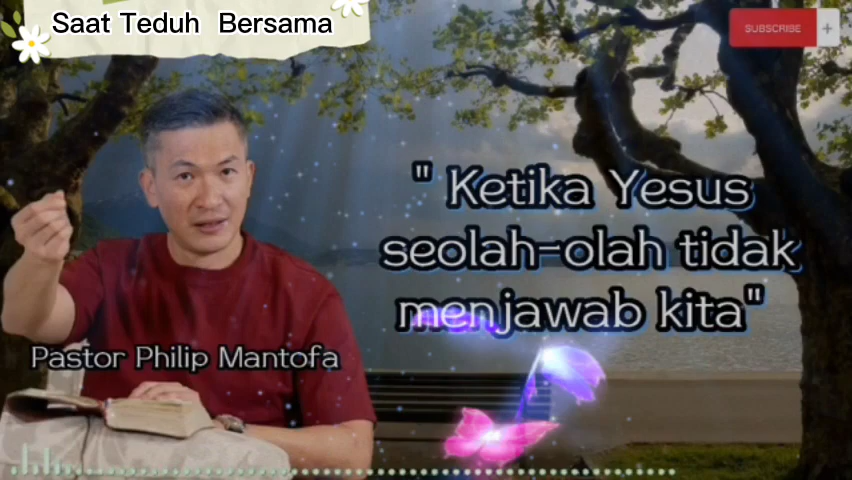 Saat Teduh Bersama
SUBSCRIBE
" Ketika Yesus
seolah-olah tidak
menjawab kita"
Pastor Philip Mantofa